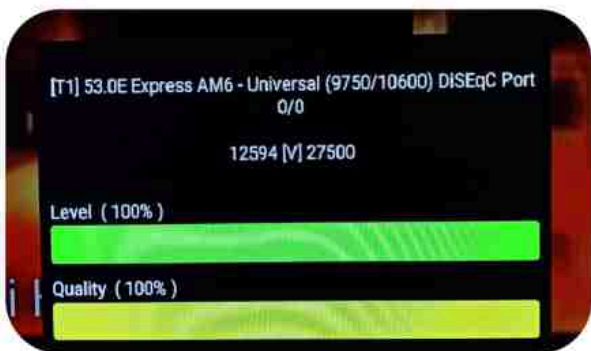 [T1] 53.0E Express AM6 - Universal (9750/10600) DiSEqC Port
0/0
12594 [V] 27500
Level ( 100% )
Quality ( 100% )